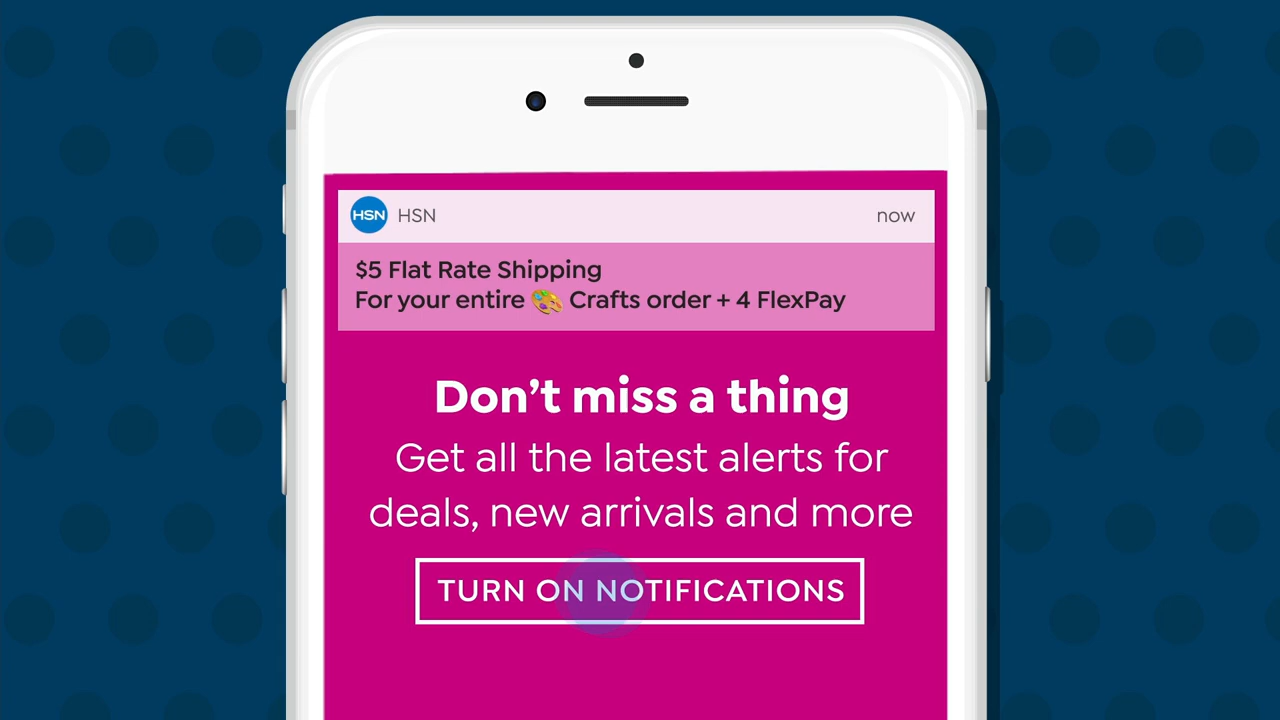 HSN HSN now
$5 Flat Rate Shipping
For your entire 🎨 Crafts order + 4 FlexPay
Don’t miss a thing
Get all the latest alerts for
deals, new arrivals and more
TURN ON NOTIFICATIONS